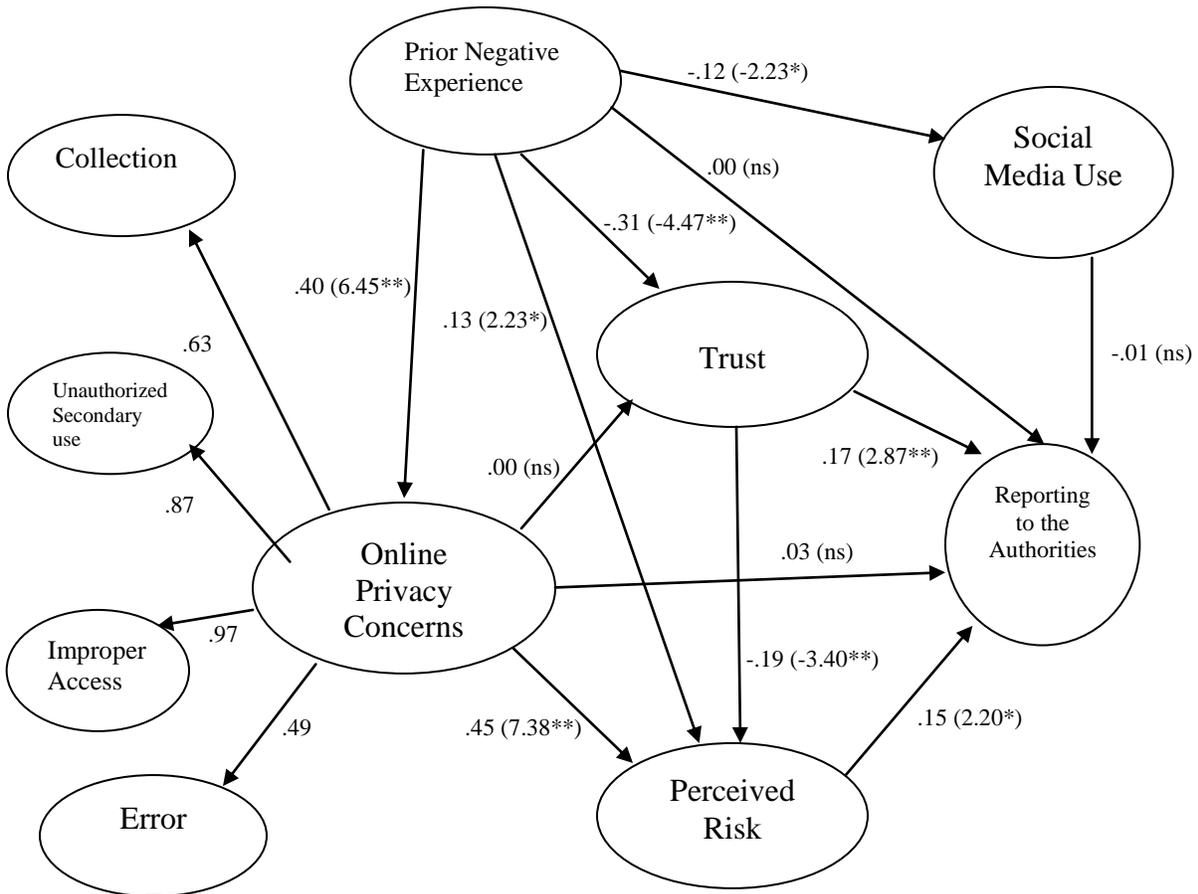 Prior Negative
Experience
-.12 (-2.23*)
Social
Media Use
Collection
.00 (ns)
-.31 (-4.47**)
.40 (6.45**)
.13 (2.23*)
.63
Trust
-.01 (ns)
Unauthorized
Secondary
use
.00 (ns)
.17 (2.87**)
.87
Reporting
to the
Authorities
Online
Privacy
Concerns
.03 (ns)
.97
Improper
Access
-.19 (-3.40**)
.49
.45 (7.38**)
.15 (2.20*)
Error
Perceived
Risk